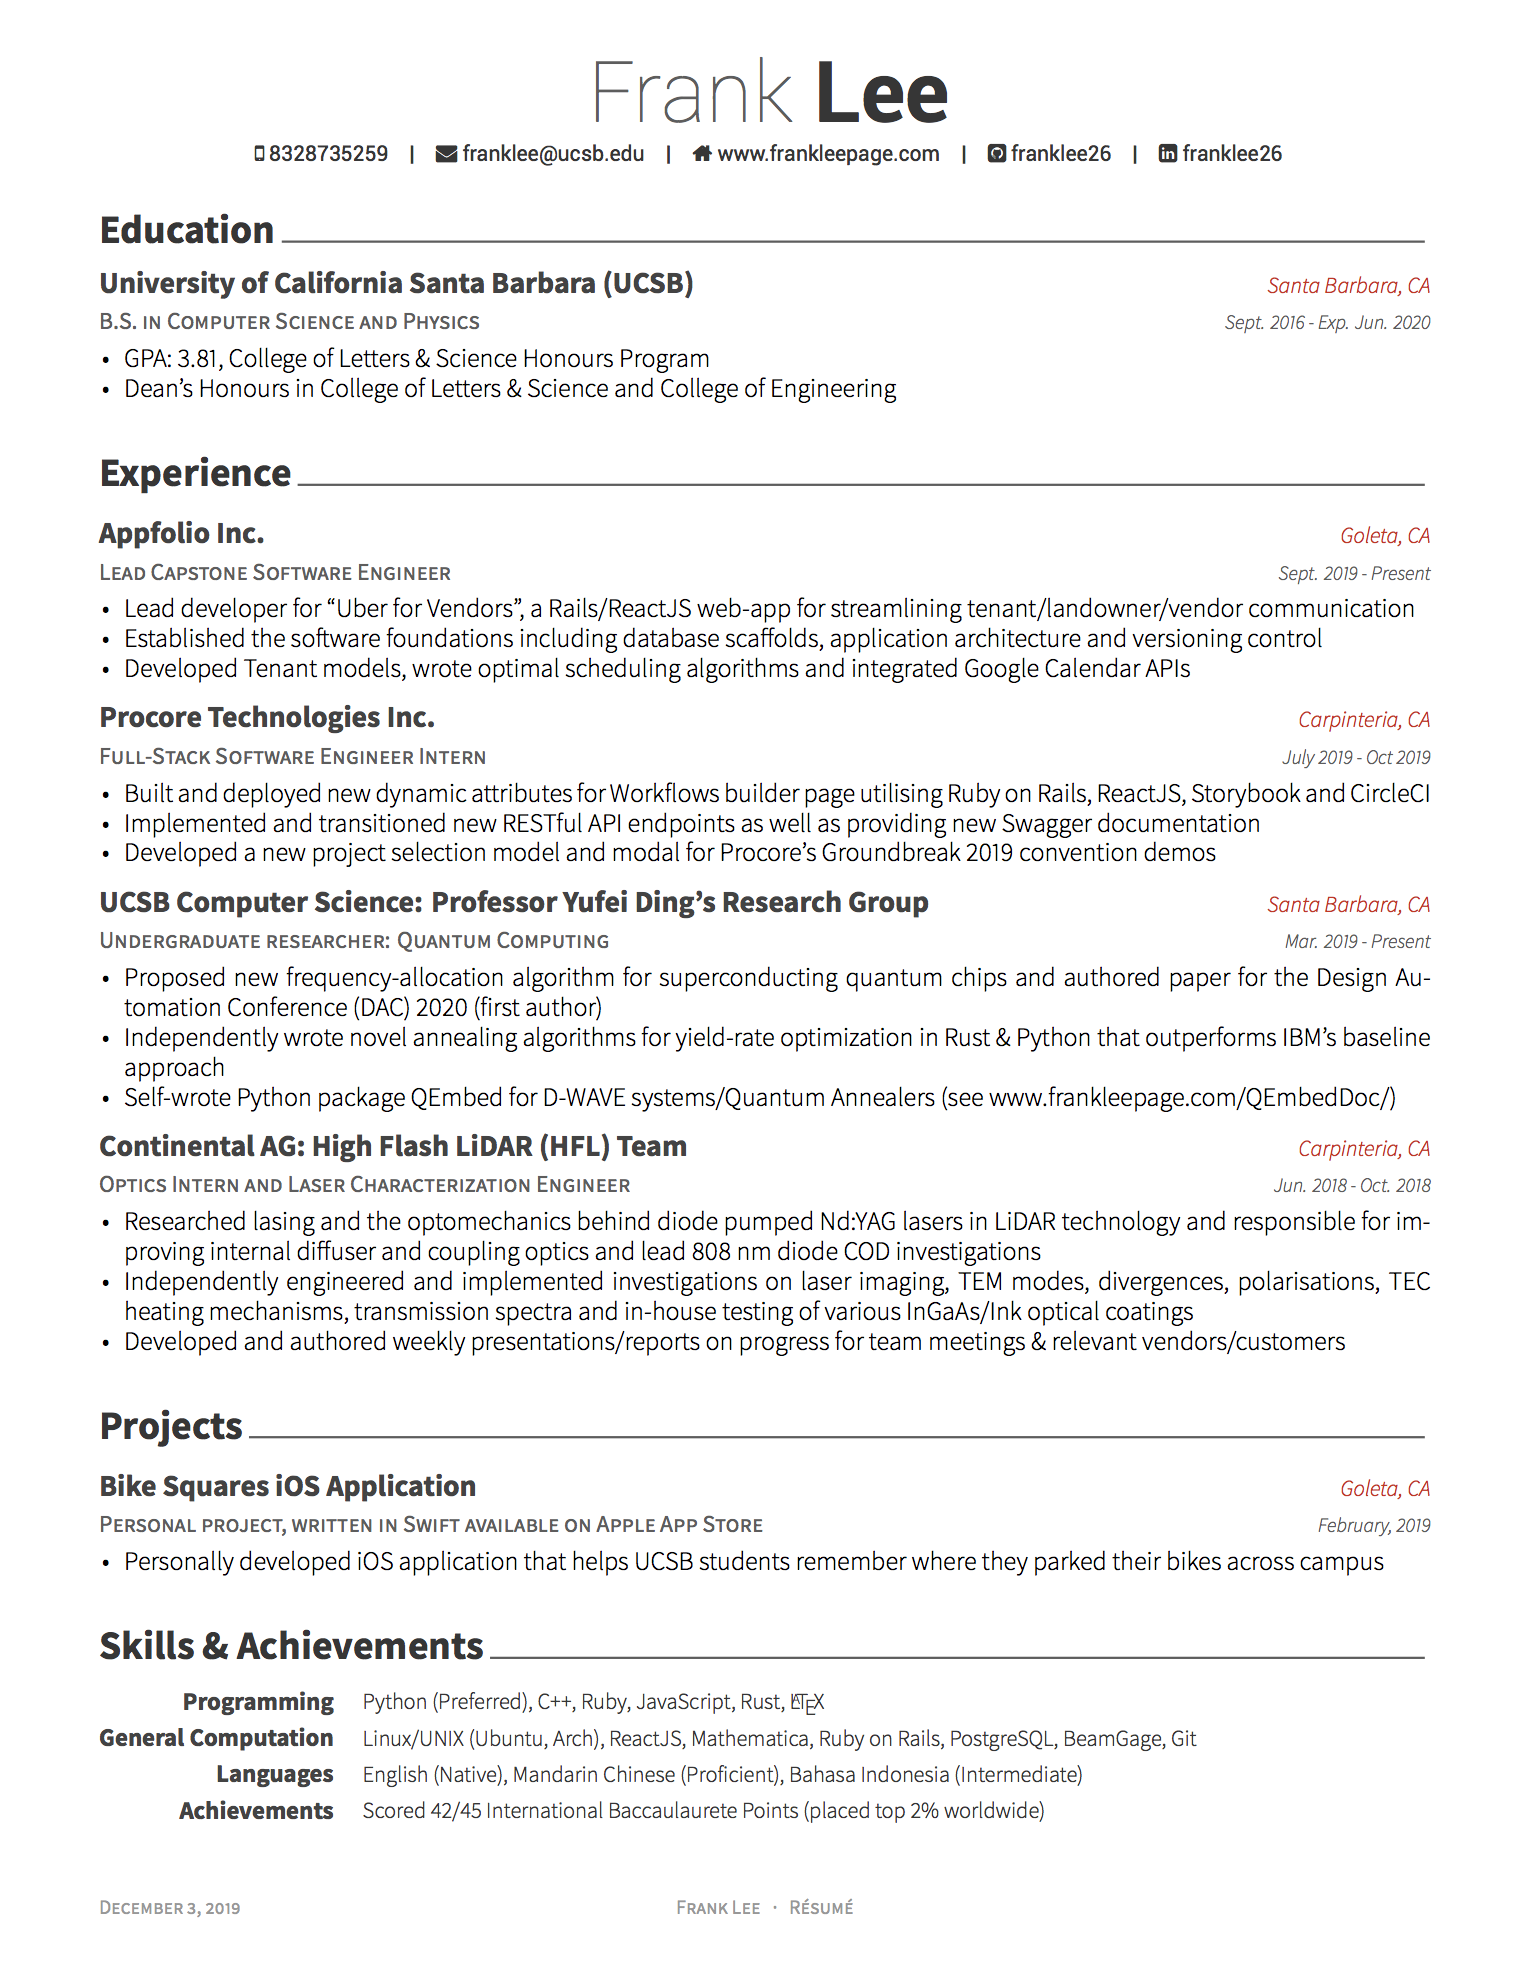 Frank Lee
8328735259 | franklee@ucsb.edu | www.frankleepage.com | franklee26 | franklee26
Education
University of California Santa Barbara (UCSB) Santa Barbara, CA
B.S. in Computer Science and Physics Sept. 2016 - Exp. Jun. 2020
• GPA: 3.81, College of Letters & Science Honours Program
• Dean’s Honours in College of Letters & Science and College of Engineering
Experience
Appfolio Inc. Goleta, CA
Lead Capstone Software Engineer Sept. 2019 - Present
• Lead developer for “Uber for Vendors”, a Rails/ReactJS web-app for streamlining tenant/landowner/vendor communication
• Established the software foundations including database scaffolds, application architecture and versioning control
• Developed Tenant models, wrote optimal scheduling algorithms and integrated Google Calendar APIs
Procore Technologies Inc. Carpinteria, CA
Full-Stack Software Engineer Intern July 2019 - Oct 2019
• Built and deployed new dynamic attributes for Workflows builder page utilising Ruby on Rails, ReactJS, Storybook and CircleCI
• Implemented and transitioned new RESTful API endpoints as well as providing new Swagger documentation
• Developed a new project selection model and modal for Procore’s Groundbreak 2019 convention demos
UCSB Computer Science: Professor Yufei Ding’s Research Group Santa Barbara, CA
Undergraduate researcher: Quantum Computing Mar. 2019 - Present
• Proposed new frequency-allocation algorithm for superconducting quantum chips and authored paper for the Design Au-
tomation Conference (DAC) 2020 (first author)
• Independently wrote novel annealing algorithms for yield-rate optimization in Rust & Python that outperforms IBM’s baseline
approach
• Self-wrote Python package QEmbed for D-WAVE systems/Quantum Annealers (see www.frankleepage.com/QEmbedDoc/)
Continental AG: High Flash LiDAR (HFL) Team Carpinteria, CA
Optics Intern and Laser Characterization Engineer Jun. 2018 - Oct. 2018
• Researched lasing and the optomechanics behind diode pumped Nd:YAG lasers in LiDAR technology and responsible for im-
proving internal diffuser and coupling optics and lead 808 nm diode COD investigations
• Independently engineered and implemented investigations on laser imaging, TEM modes, divergences, polarisations, TEC
heating mechanisms, transmission spectra and in-house testing of various InGaAs/Ink optical coatings
• Developed and authored weekly presentations/reports on progress for team meetings & relevant vendors/customers
Projects
Bike Squares iOS Application Goleta, CA
Personal project, written in Swift available on Apple App Store February, 2019
• Personally developed iOS application that helps UCSB students remember where they parked their bikes across campus
Skills & Achievements
Programming Python (Preferred), C++, Ruby, JavaScript, Rust, LATEX
General Computation Linux/UNIX (Ubuntu, Arch), ReactJS, Mathematica, Ruby on Rails, PostgreSQL, BeamGage, Git
Languages English (Native), Mandarin Chinese (Proficient), Bahasa Indonesia (Intermediate)
Achievements Scored 42/45 International Baccaulaurete Points (placed top 2% worldwide)
December 3, 2019 Frank Lee · Résumé